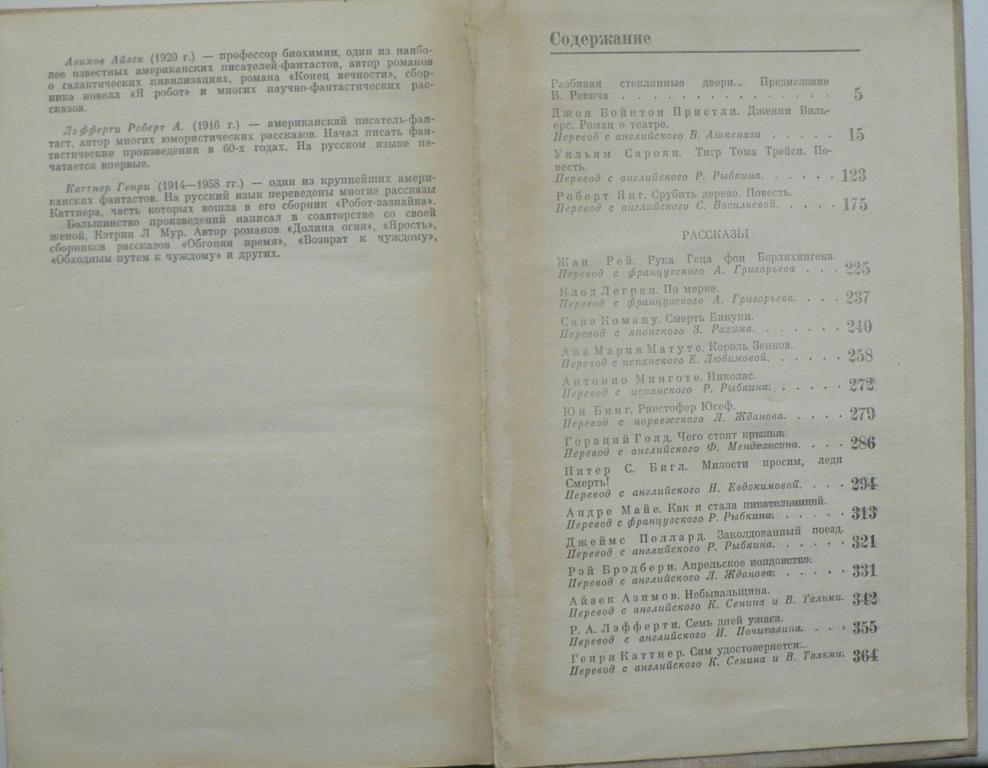 Азимов Айзек (1920 г.) — профессор биохимии, один из наибо-
лее известных американских писателей-фантастов, автор романов
о галактических цивилизациях, романа «Конец вечности», сбор-
ника новелл «Я робот» и многих научно-фантастических рас-
сказов.
Лэфферти Роберт А. (1916 г.) — американский писатель-фан-
таст, автор многих юмористических рассказов. Начал писать фан-
тастические произведения в 60-х годах. На русском языке пе-
чатается впервые.
Каттнер Генри (1914—1958 гг.) — один из крупнейших амери-
канских фантастов. На русский язык переведены многие рассказы
Каттнера, часть которых вошла в его сборник «Робот-зазнайка».
Большинство произведений написал в соавторстве со своей
женой, Кэтрин Л Мур. Автор романов «Долина огня», «Ярость»,
сборников рассказов «Обгоняя время», «Возврат к чуждому»,
«Обходным путем к чуждому» и других.
Содержание
Разбивая стеклянные двери... Предисловие
В. Ревича . . . . . . . . . . . . . . . 5
Джон Бойнтон Пристли. Дженни Виль-
ерс. Роман о театре.
Перевод с английского В. Ашкенази . . . . . 15
Уильям Сароян. Тигр Тома Трейси. По-
весть.
Перевод с английского Р. Рыбкина. . . . . . 123
Роберт Янг. Срубить дерево. Повесть.
Перевод с английского С. Васильевой. . . . . 175
РАССКАЗЫ
Жан Рей. Рука Геца фон Берлихингена.
Перевод с французского А. Григорьева . . . 225
Клод Легран. По мерке.
Перевод с французского А. Григорьева. . . . 237
Саке Комацу. Смерть Бикуни.
Перевод с японского З. Рахима. . . . . . . 240
Ана Мария Матуте. Король Зеннов.
Перевод с испанского Е. Любимовой. . . . . . 258
Антонио Минготе. Николас.
Перевод с испанского Р. Рыбкина. . . . . . 272
Юн Бинг. Риестофер Юсеф.
Перевод с норвежского Л. Жданова. . . . . 279
Гораций Голд. Чего стоят крылья.
Перевод с английского Ф. Мендельсона. . . . 286
Питер С. Бигл. Милости просим, леди
Смерть!
Перевод с английского Н. Евдокимовой. . . . 294
Андре Майе. Как я стала писательницей.
Перевод с французского Р. Рыбкина. . . . . . 313
Джеймс Поллард. Заколдованный поезд.
Перевод с английского Р. Рыбкина. . . . . . 321
Рэй Брэдбери. Апрельское колдовство.
Перевод с английского Л. Жданова. . . . . . 331
Айзек Азимов. Небывальщина.
Перевод с английского К. Сенина и В. Тальми. 342
Р. А. Лэфферти. Семь дней ужаса.
Перевод с английского И. Почиталина. . . . 355
Генри Каттнер. Сим удостоверяется...
Перевод с английского К. Сенина и В. Тальми. 364